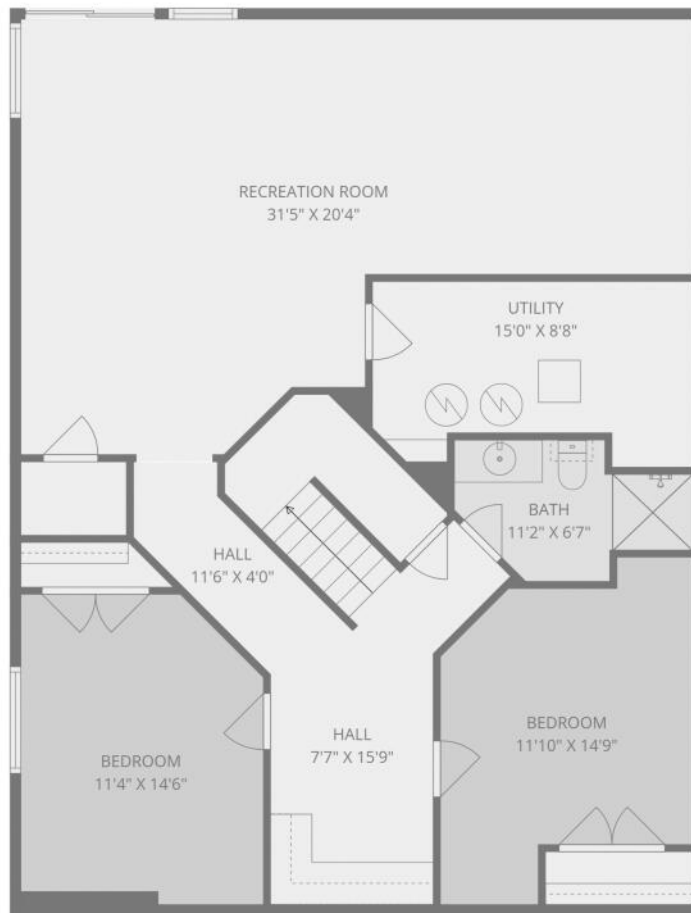 RECREATION ROOM
31'5" X 20'4"
UTILITY
15'0" X 8'8"
BATH
11'2" X 6'7"
HALL
11'6" X 4'0"
HALL
7'7" X 15'9"
BEDROOM
11'10" X 14'9"
BEDROOM
11'4" X 14'6"